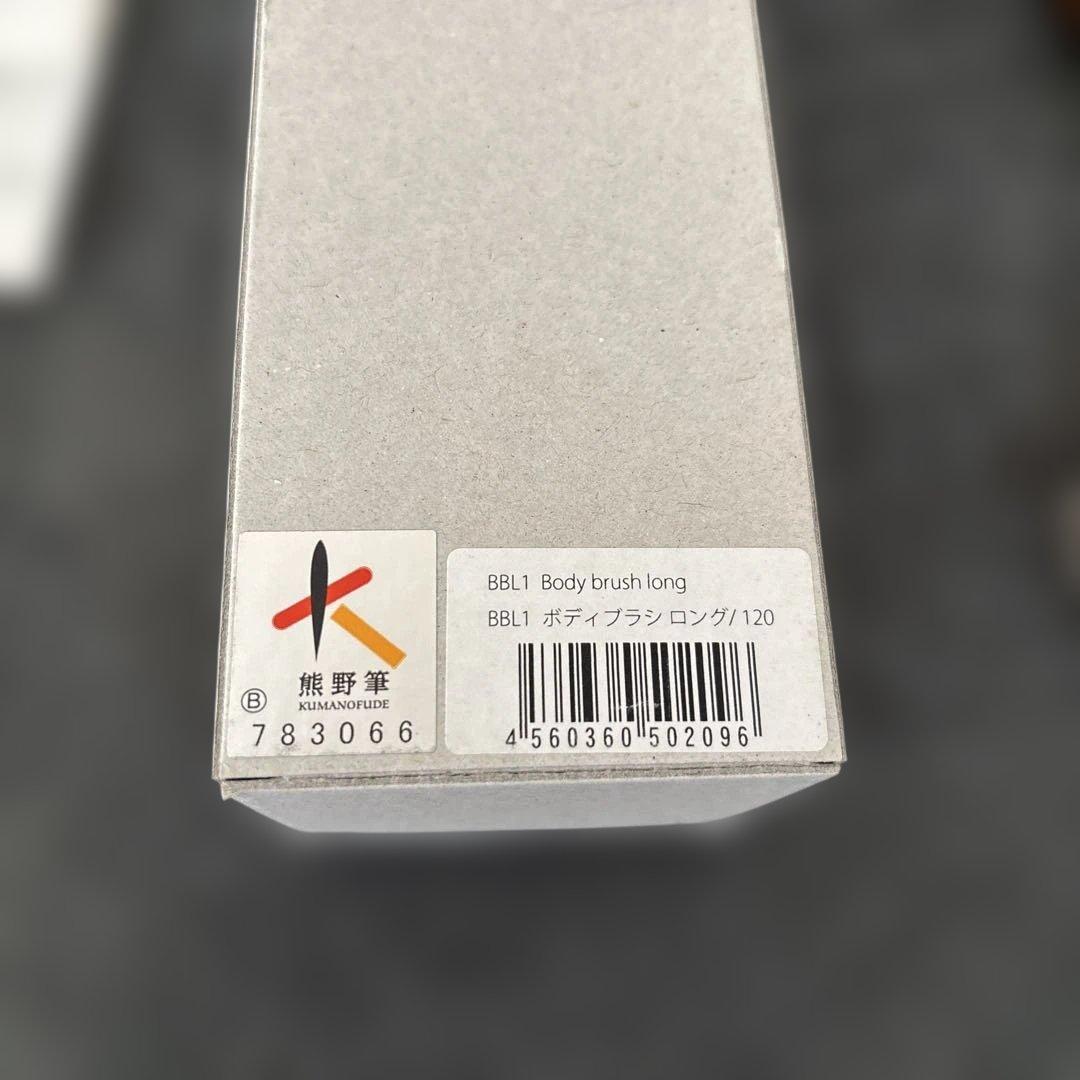 熊野筆
KUMANOFUDE
Ⓑ
783066
BBL1 Body brush long
BBL1 ボディブラシ ロング/ 120
4 560360 502096